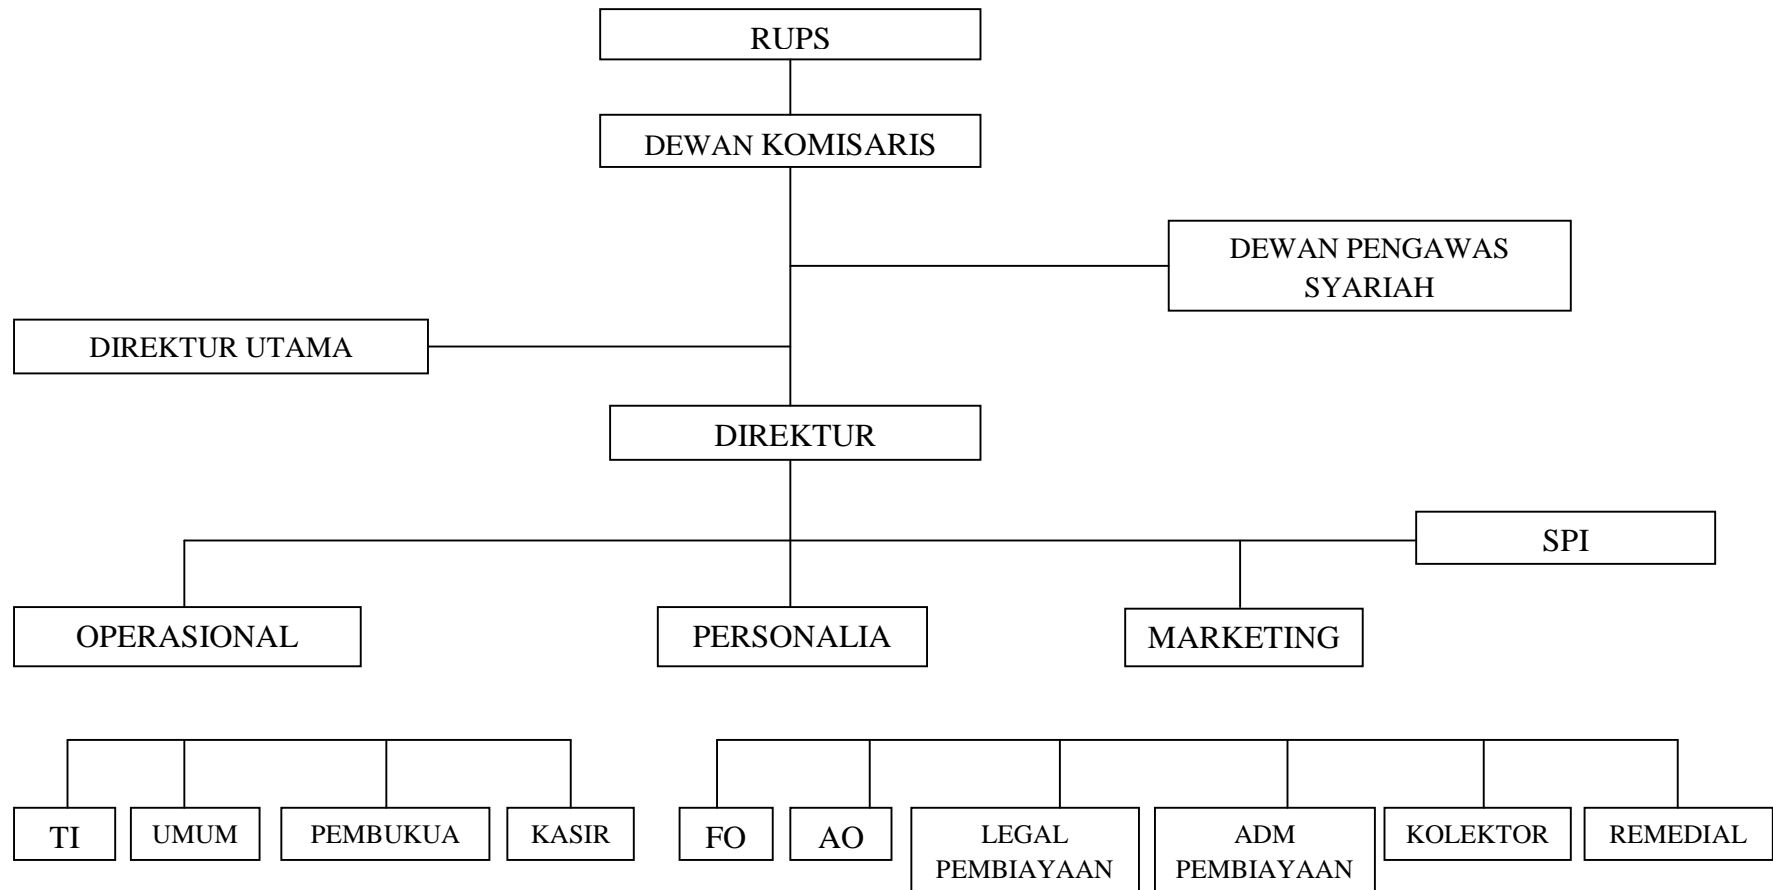 RUPS
DEWAN KOMISARIS
DEWAN PENGAWAS
SYARIAH
DIREKTUR UTAMA
DIREKTUR
SPI
OPERASIONAL
PERSONALIA
MARKETING
TI
UMUM
PEMBUKUA
KASIR
FO
AO
LEGAL
PEMBIAYAAN
ADM
PEMBIAYAAN
KOLEKTOR
REMEDIAL